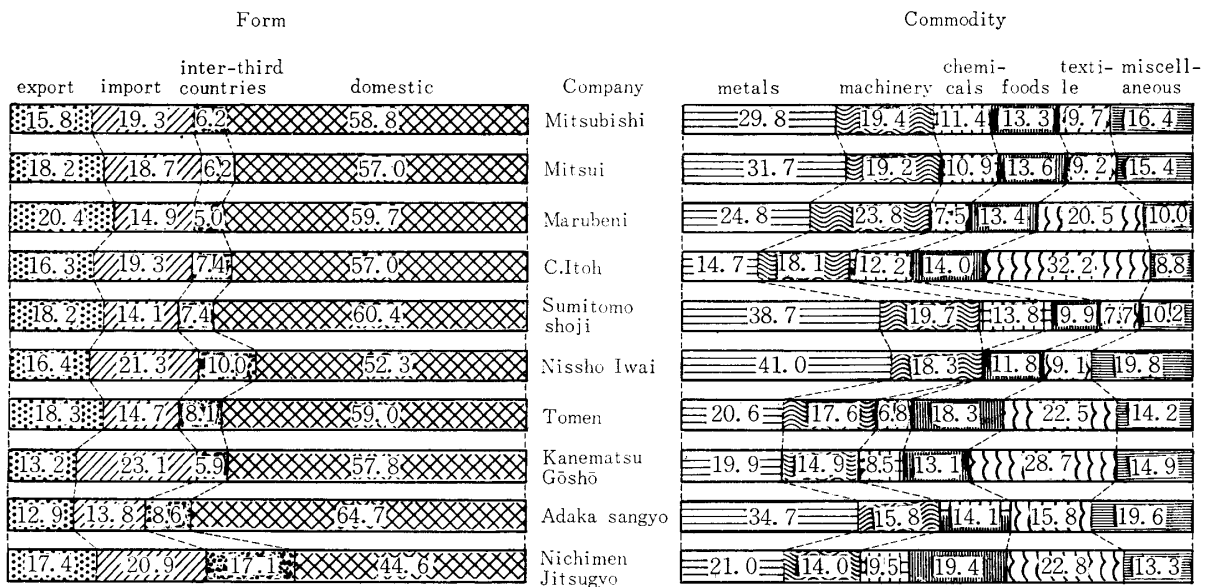 Form
Commodity
export import inter-third countries domestic
Company
metals machinery chemi-cals foods texti-le miscell-aneous
15.8 19.3 6.2 58.8 Mitsubishi 29.8 19.4 11.4 13.3 9.7 16.4
18.2 18.7 6.2 57.0 Mitsui 31.7 19.2 10.9 13.6 9.2 15.4
20.4 14.9 5.0 59.7 Marubeni 24.8 23.8 7.5 13.4 20.5 10.0
16.3 19.3 7.4 57.0 C.Itoh 14.7 18.1 12.2 14.0 32.2 8.8
18.2 14.1 7.4 60.4 Sumitomo shoji 38.7 19.7 13.8 9.9 7.7 10.2
16.4 21.3 10.0 52.3 Nissho Iwai 41.0 18.3 11.8 9.1 19.8
18.3 14.7 8.1 59.0 Tomen 20.6 17.6 6.8 18.3 22.5 14.2
13.2 23.1 5.9 57.8 Kanematsu Gōshō 19.9 14.9 8.5 13.1 28.7 14.9
12.9 13.8 8.6 64.7 Adaka sangyo 34.7 15.8 14.1 15.8 19.6
17.4 20.9 17.1 44.6 Nichimen Jitsugyo 21.0 14.0 9.5 19.4 22.8 13.3